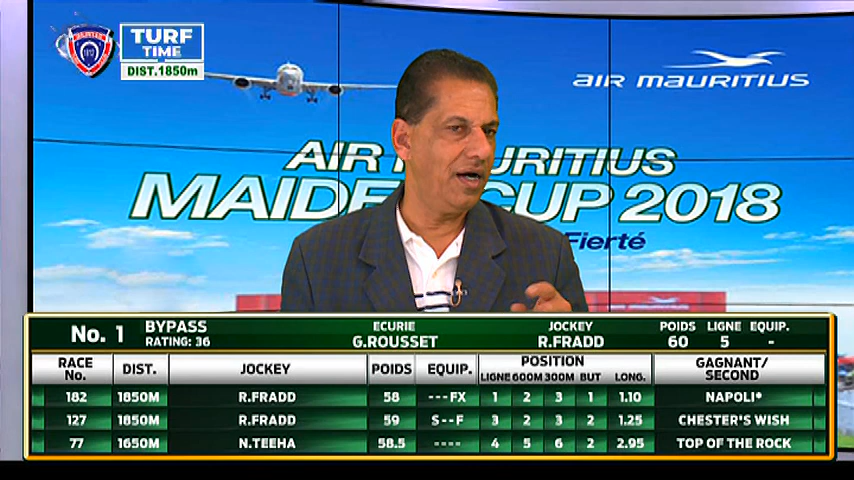 TURF
TIME
DIST.1850m
1812
AIR MAURITIUS
AIR MAURITIUS
MAIDE CUP 2018
Fierté
No. 1 BYPASS ECURIE JOCKEY POIDS LIGNE EQUIP.
RATING: 36 G.ROUSSET R.FRADD 60 5 -
RACE No. DIST. JOCKEY POIDS EQUIP. POSITION GAGNANT/ SECOND
LIGNE 600M 300M BUT LONG.
182 1850M R.FRADD 58 ---FX 1 2 3 1 1.10 NAPOLI*
127 1850M R.FRADD 59 S--F 3 2 3 2 1.25 CHESTER'S WISH
77 1650M N.TEEHA 58.5 ---- 4 5 6 2 2.95 TOP OF THE ROCK